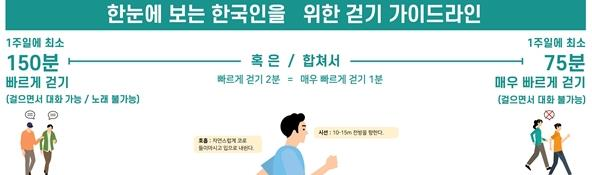 한눈에 보는 한국인을 위한 걷기 가이드라인
1주일에 최소
150분
빠르게 걷기
(걸으면서 대화 가능 / 노래 불가능)
혹은 / 합쳐서
빠르게 걷기 2분 = 매우 빠르게 걷기 1분
1주일에 최소
75분
매우 빠르게 걷기
(걸으면서 대화 불가능)
호흡 : 자연스럽게 코로
들이마시고 입으로 내쉰다.
시선 : 10-15m 전방을 향한다.